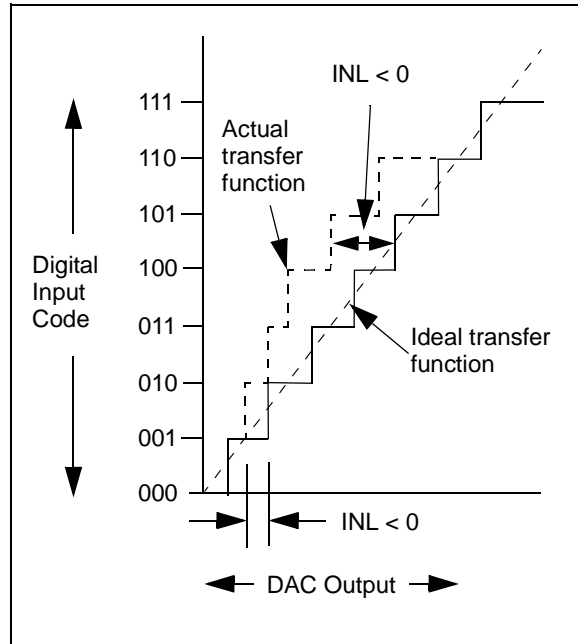 INL < 0
111
Actual
transfer
function
110
101
100
Digital
Input
Code
011
Ideal transfer
function
010
001
000
INL < 0
DAC Output